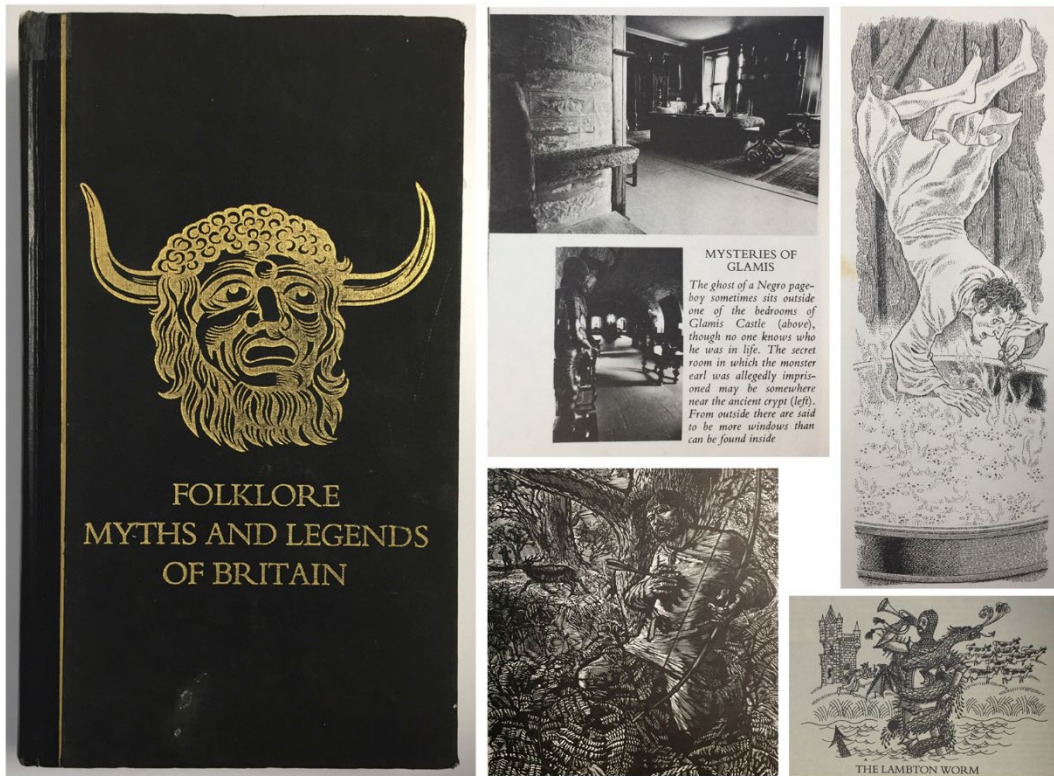 FOLKLORE
MYTHS AND LEGENDS
OF BRITAIN
MYSTERIES OF
GLAMIS
The ghost of a Negro page-
boy sometimes sits outside
one of the bedrooms of
Glamis Castle (above),
though no one knows who
he was in life. The secret
room in which the monster
earl was allegedly impris-
oned may be somewhere
near the ancient crypt (left).
From outside there are said
to be more windows than
can be found inside
THE LAMBTON WORM